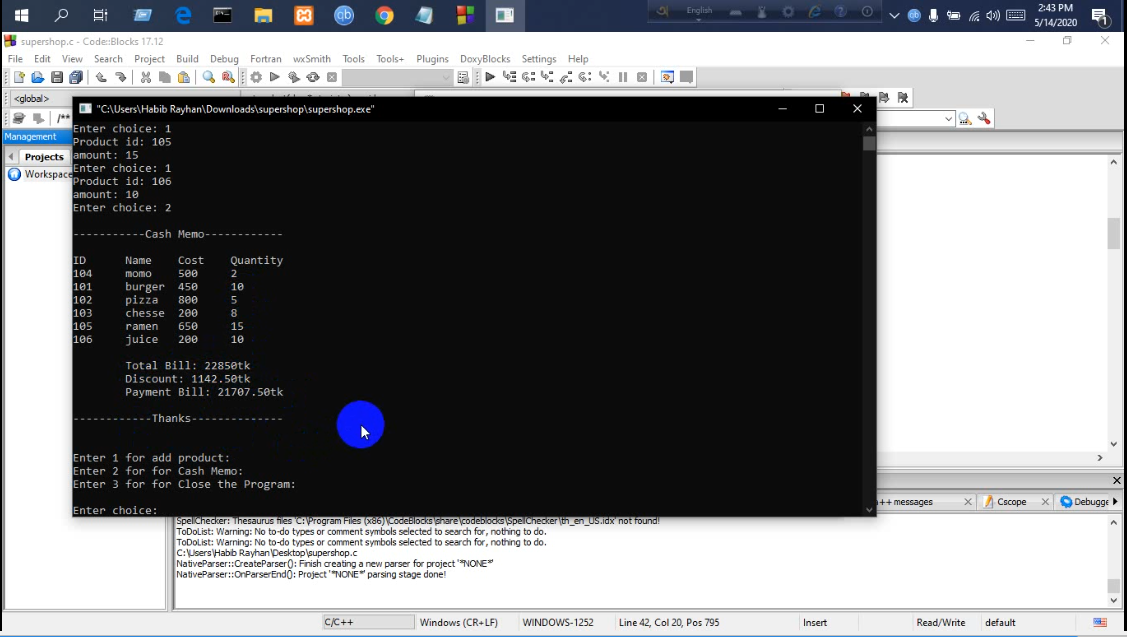 English
2:43 PM
5/14/2020
supershop.c - Code::Blocks 17.12
File Edit View Search Project Build Debug Fortran wxSmith Tools Tools+ Plugins DoxyBlocks Settings Help
<global>
/**
Management
Projects
Workspace
"C:\Users\Habib Rayhan\Downloads\supershop\supershop.exe"
Enter choice: 1
Product id: 105
amount: 15
Enter choice: 1
Product id: 106
amount: 10
Enter choice: 2
-----------Cash Memo------------
ID Name Cost Quantity
104 momo 500 2
101 burger 450 10
102 pizza 800 5
103 chesse 200 8
105 ramen 650 15
106 juice 200 10
Total Bill: 22850tk
Discount: 1142.50tk
Payment Bill: 21707.50tk
------------Thanks--------------
Enter 1 for add product:
Enter 2 for for Cash Memo:
Enter 3 for for Close the Program:
Enter choice:
++ messages Cscope Debugge
SpellChecker: Thesaurus files 'C:\Program Files (x86)\CodeBlocks\share\codeblocks\SpellChecker\th_en_US.idx' not found!
ToDoList: Warning: No to-do types or comment symbols selected to search for, nothing to do.
ToDoList: Warning: No to-do types or comment symbols selected to search for, nothing to do.
C:\Users\Habib Rayhan\Desktop\supershop.c
NativeParser::CreateParser(): Finish creating a new parser for project '*NONE*'
NativeParser::OnParserEnd(): Project '*NONE*' parsing stage done!
C/C++ Windows (CR+LF) WINDOWS-1252 Line 42, Col 20, Pos 795 Insert Read/Write default